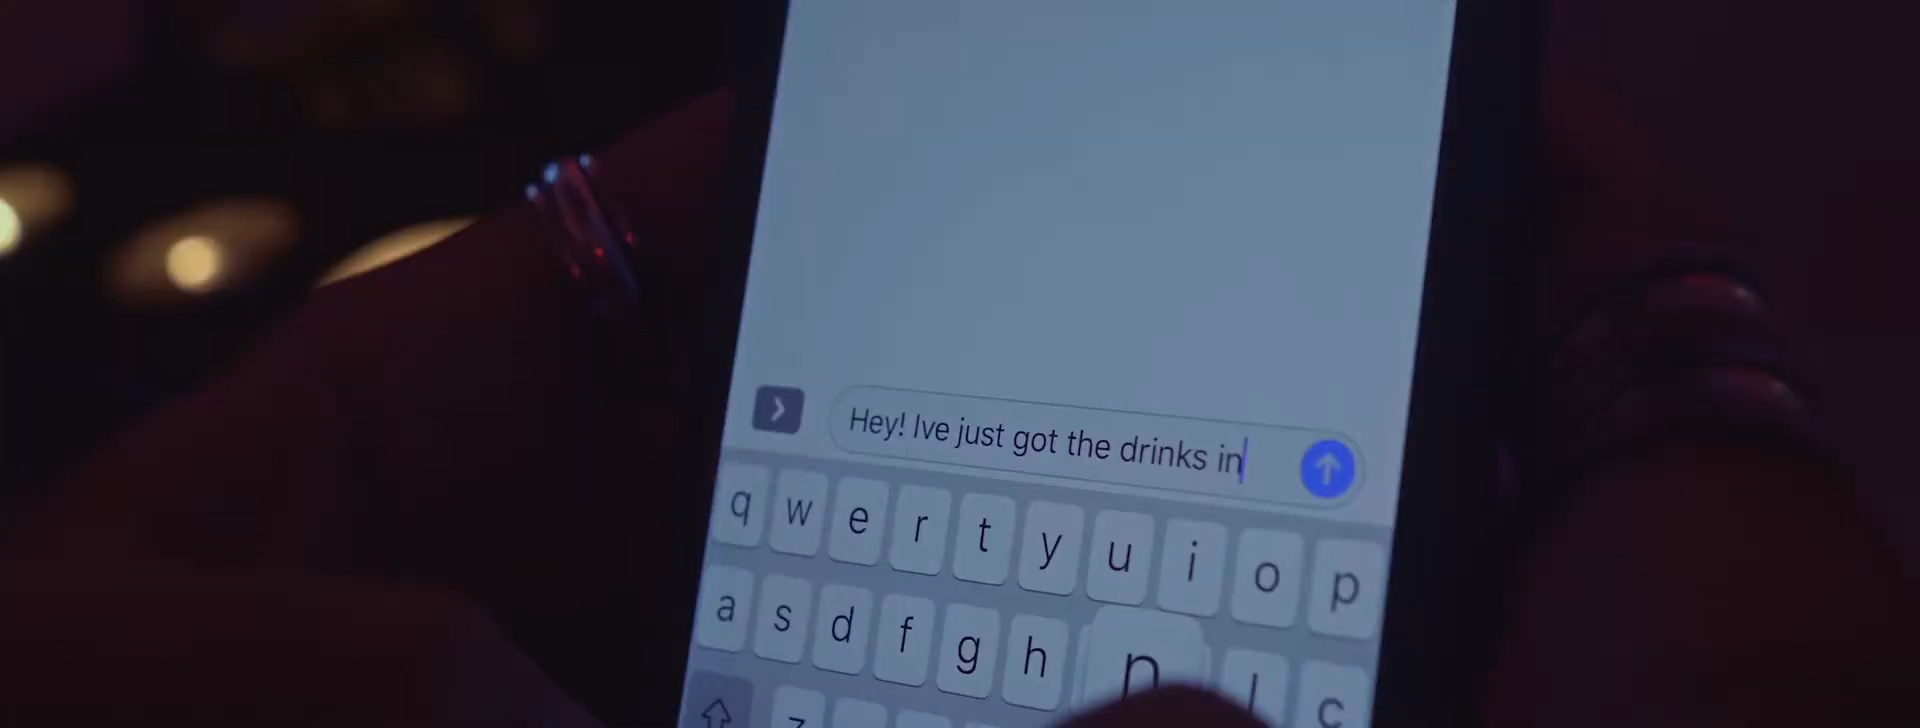 Hey! Ive just got the drinks in
q w e r t y u i o p
a s d f g h n l c
z